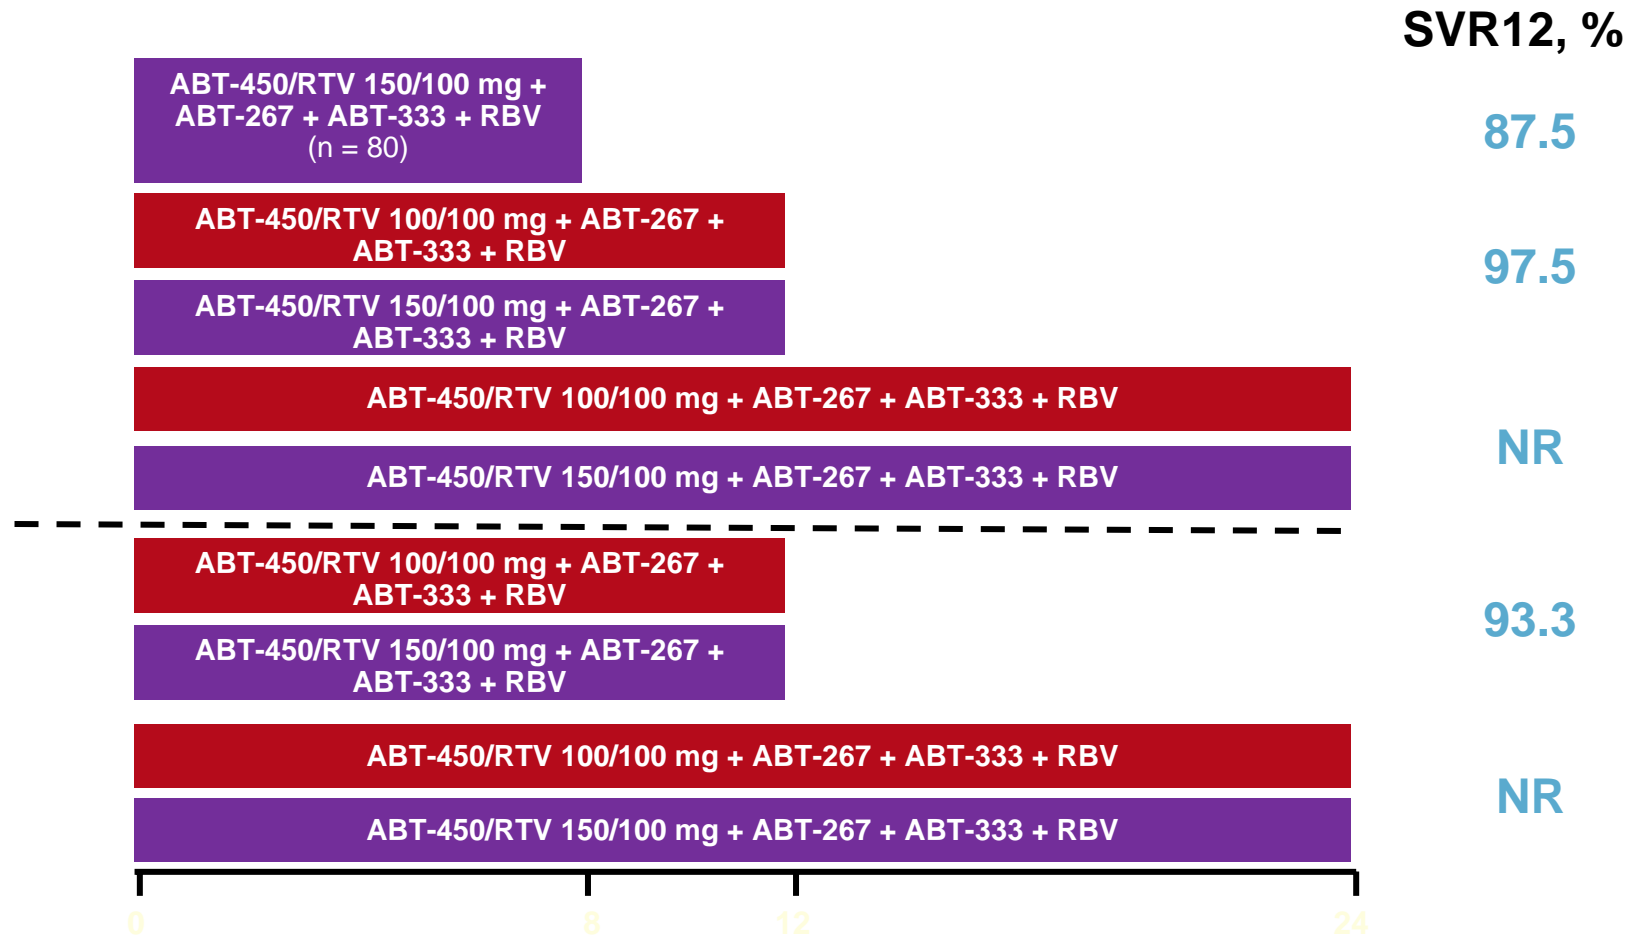 SVR12, %
ABT-450/RTV 150/100 mg +
ABT-267 + ABT-333 + RBV
(n = 80)
87.5
ABT-450/RTV 100/100 mg + ABT-267 +
ABT-333 + RBV
97.5
ABT-450/RTV 150/100 mg + ABT-267 +
ABT-333 + RBV
ABT-450/RTV 100/100 mg + ABT-267 + ABT-333 + RBV
NR
ABT-450/RTV 150/100 mg + ABT-267 + ABT-333 + RBV
ABT-450/RTV 100/100 mg + ABT-267 +
ABT-333 + RBV
93.3
ABT-450/RTV 150/100 mg + ABT-267 +
ABT-333 + RBV
ABT-450/RTV 100/100 mg + ABT-267 + ABT-333 + RBV
NR
ABT-450/RTV 150/100 mg + ABT-267 + ABT-333 + RBV
0 8 12 24